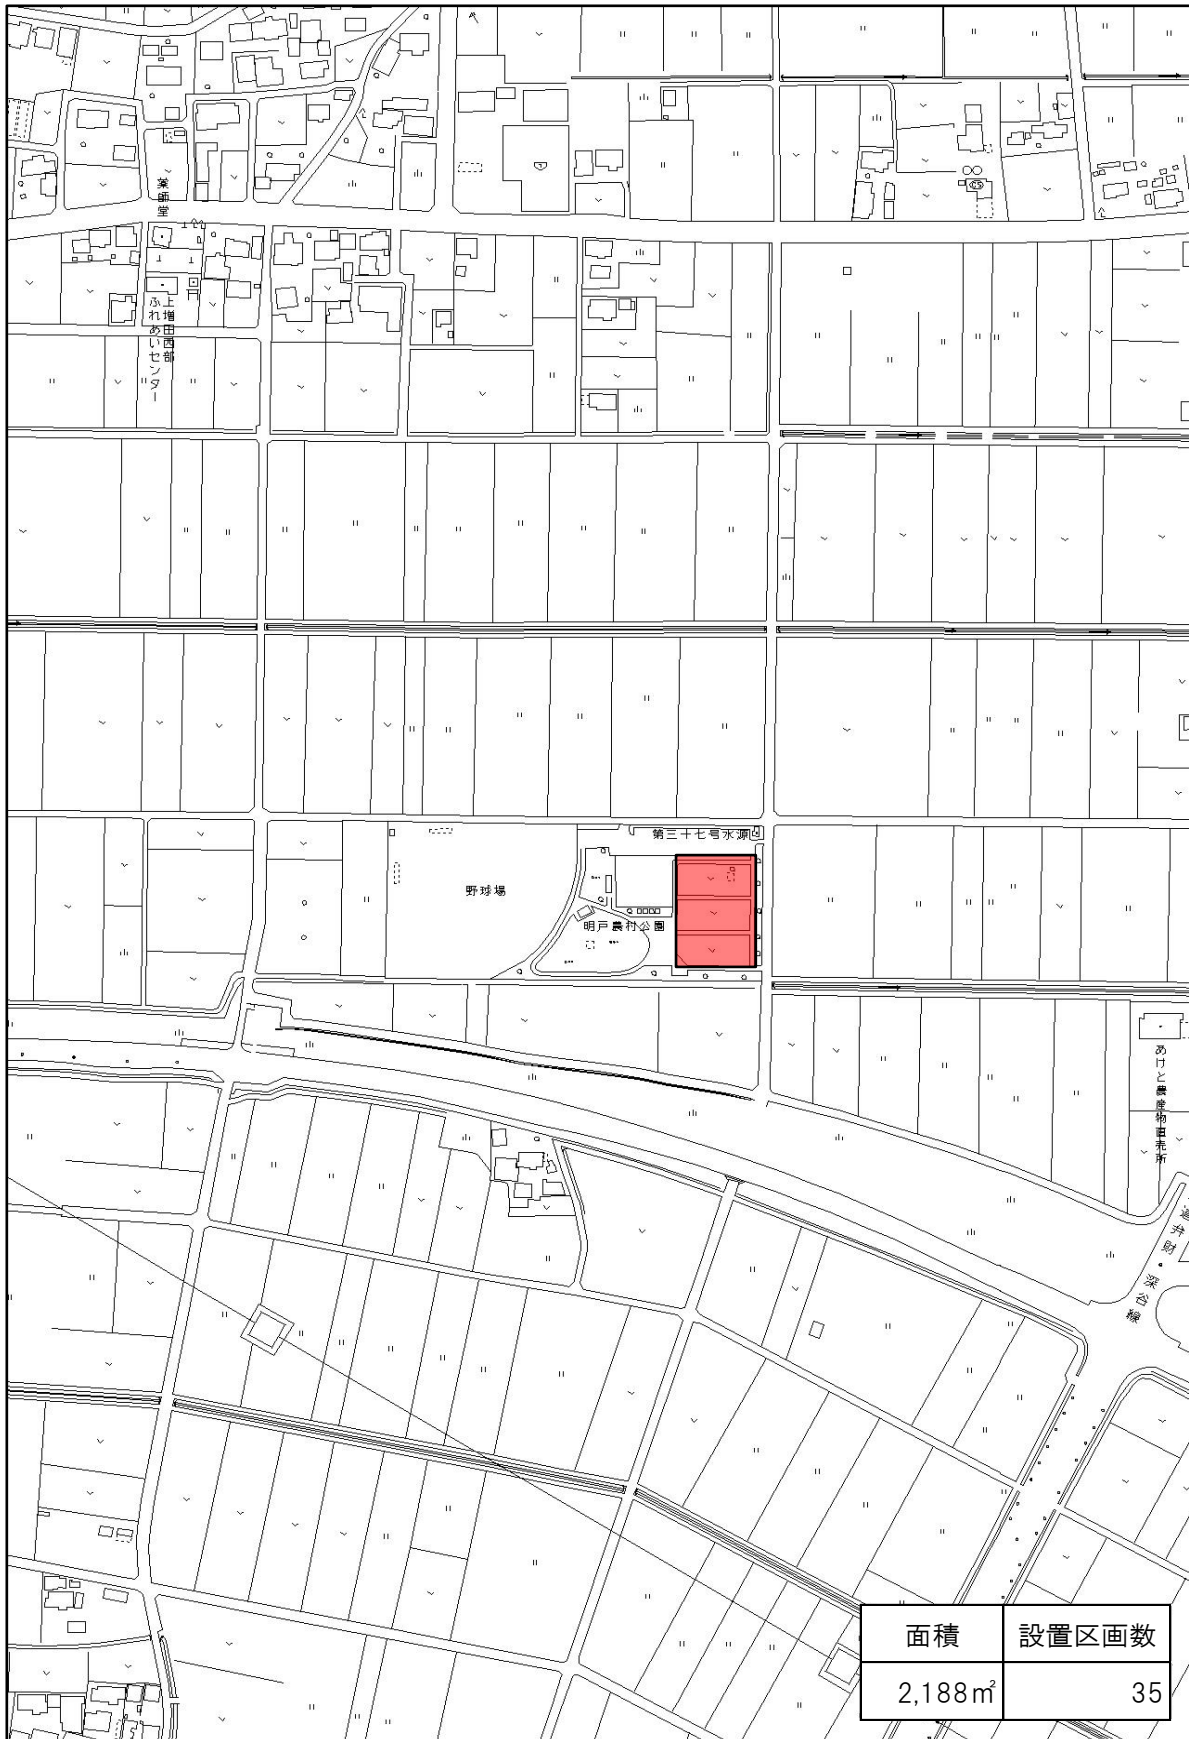 薬師堂
上増田西部
ふれあいセンター
第三十七号水源
野球場
明戸農村公園
あけと農産物直売所
弁財・深谷線
面積 設置区画数
2,188㎡ 35